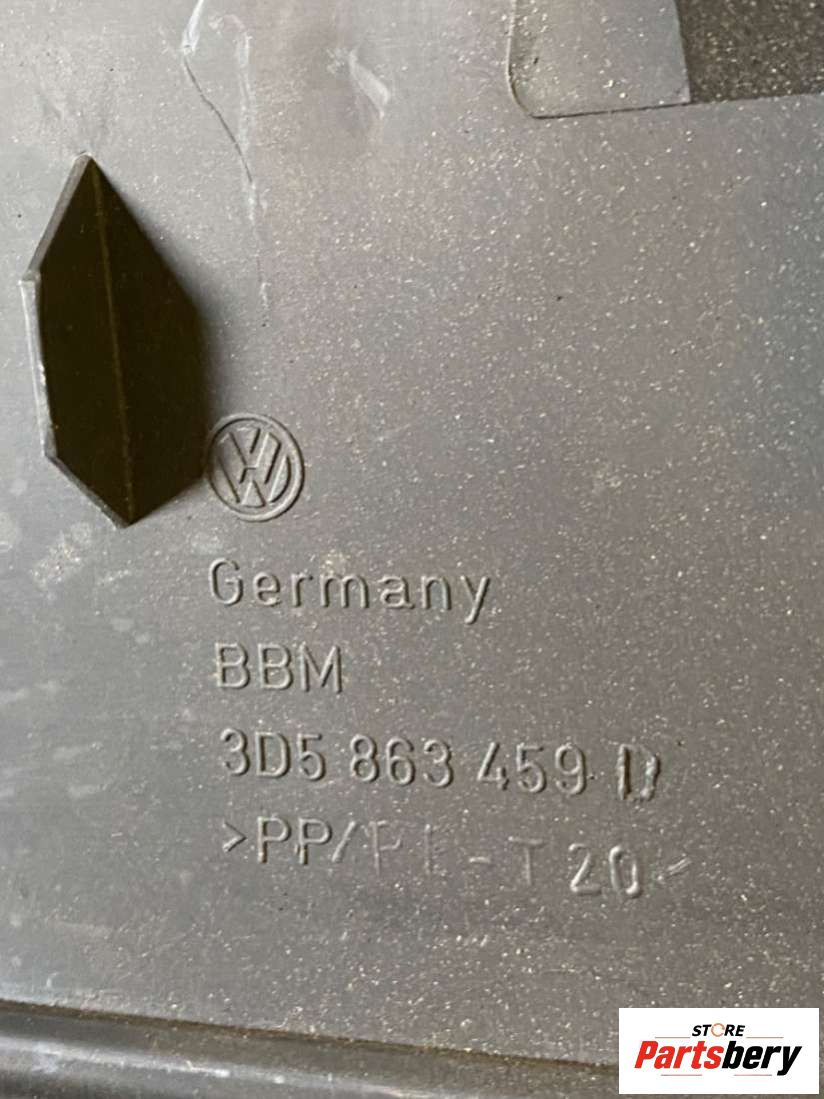 VW
Germany
BBM
3D5 863 459 D
>PP/PE-T20<
STORE
Partsbery